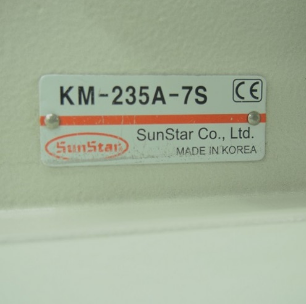 KM-235A-7S CE
SunStar SunStar Co., Ltd.
MADE IN KOREA